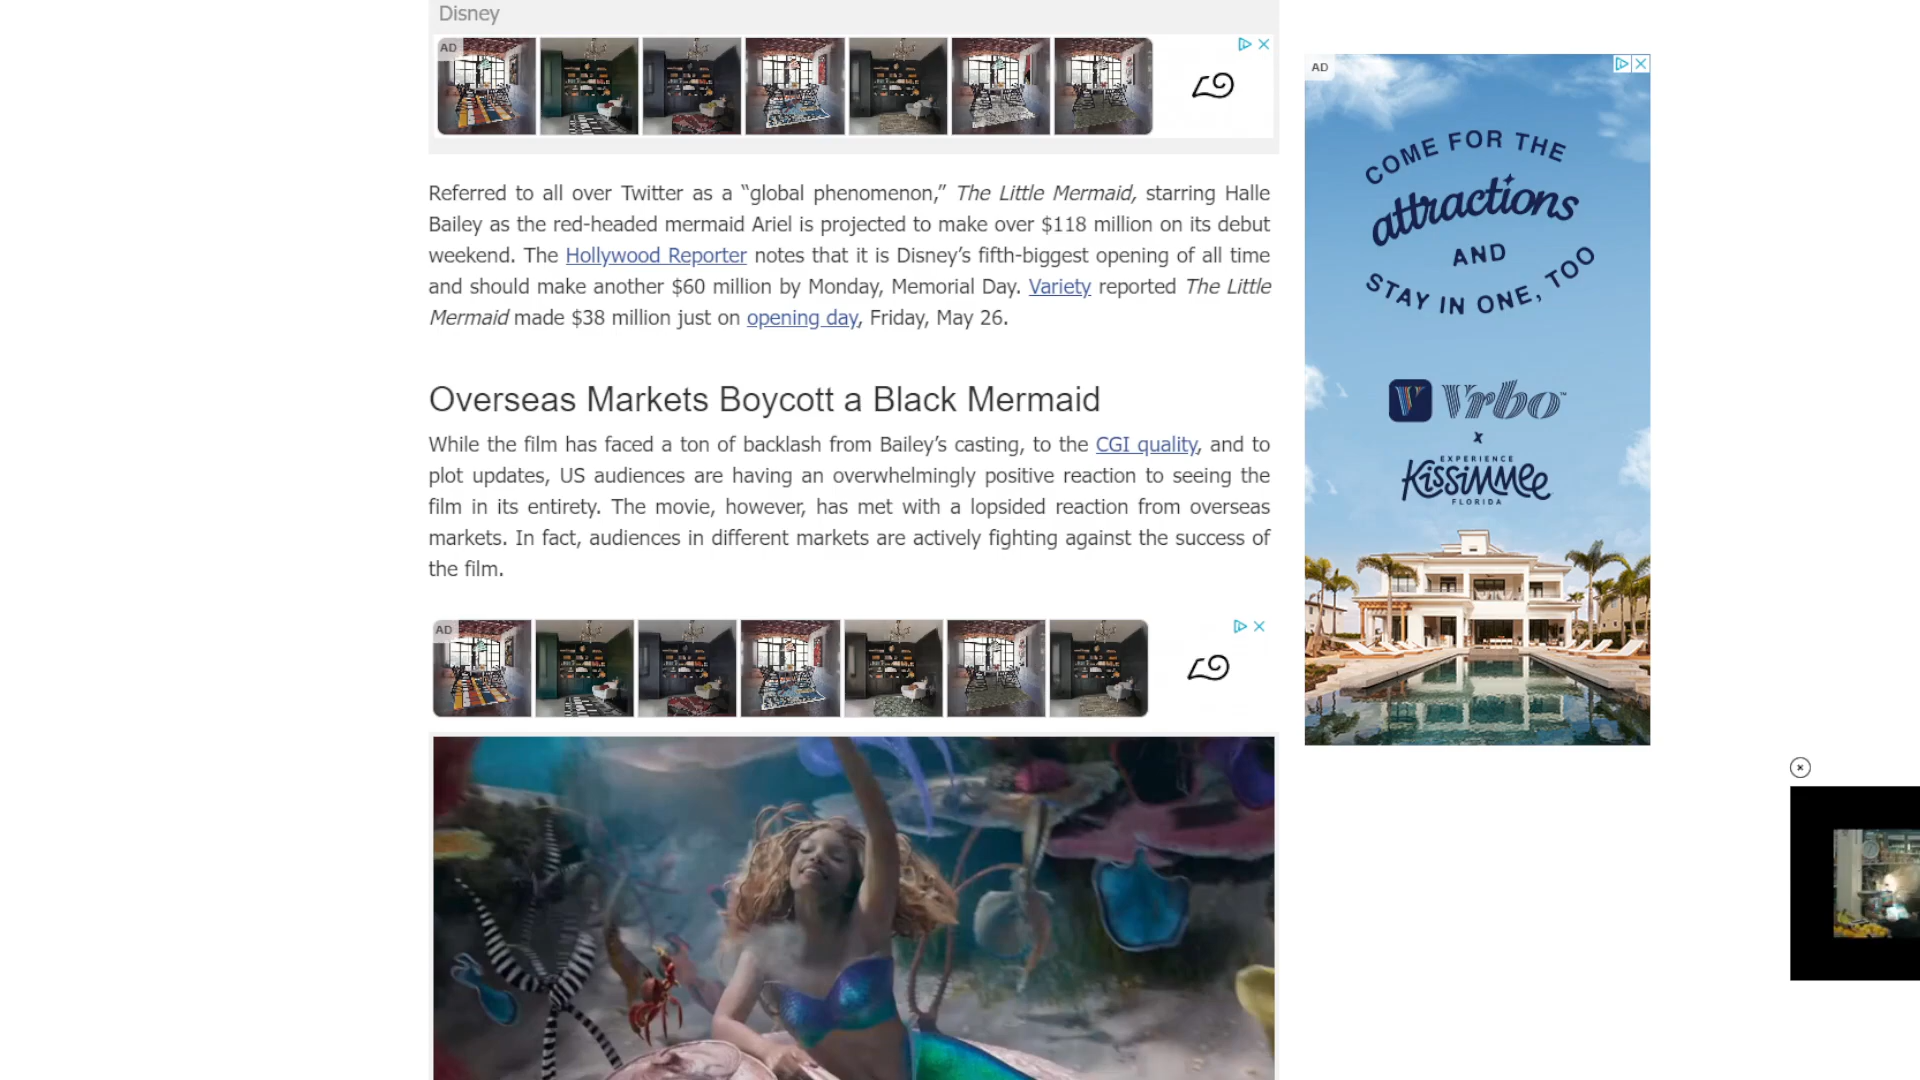 Disney
AD
Referred to all over Twitter as a “global phenomenon,” The Little Mermaid, starring Halle
Bailey as the red-headed mermaid Ariel is projected to make over $118 million on its debut
weekend. The Hollywood Reporter notes that it is Disney’s fifth-biggest opening of all time
and should make another $60 million by Monday, Memorial Day. Variety reported The Little
Mermaid made $38 million just on opening day, Friday, May 26.
Overseas Markets Boycott a Black Mermaid
While the film has faced a ton of backlash from Bailey’s casting, to the CGI quality, and to
plot updates, US audiences are having an overwhelmingly positive reaction to seeing the
film in its entirety. The movie, however, has met with a lopsided reaction from overseas
markets. In fact, audiences in different markets are actively fighting against the success of
the film.
AD
AD
COME FOR THE
attractions
AND
STAY IN ONE, TOO
V Vrbo™
x
EXPERIENCE
Kissimmee
FLORIDA